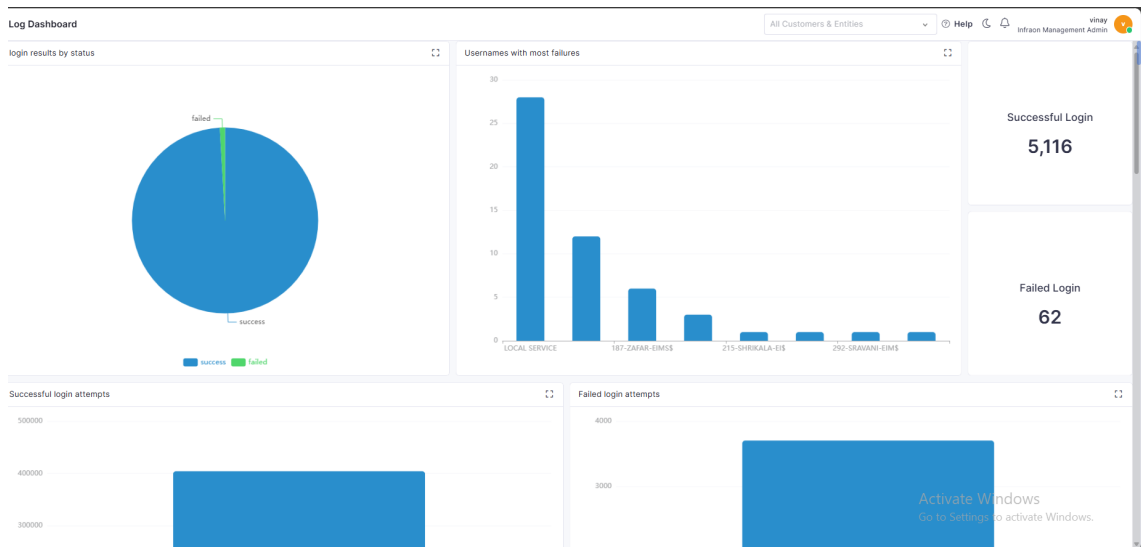 Log Dashboard
All Customers & Entities
Help
vinay
Infraon Management Admin
v
login results by status
failed
success
success failed
Usernames with most failures
30
25
20
15
10
5
0
LOCAL SERVICE 187-ZAFAR-EIMS$ 215-SHRIKALA-EI$ 292-SRAVANI-EIM$
Successful Login
5,116
Failed Login
62
Successful login attempts
500000
400000
300000
Failed login attempts
4000
3000
Activate Windows
Go to Settings to activate Windows.